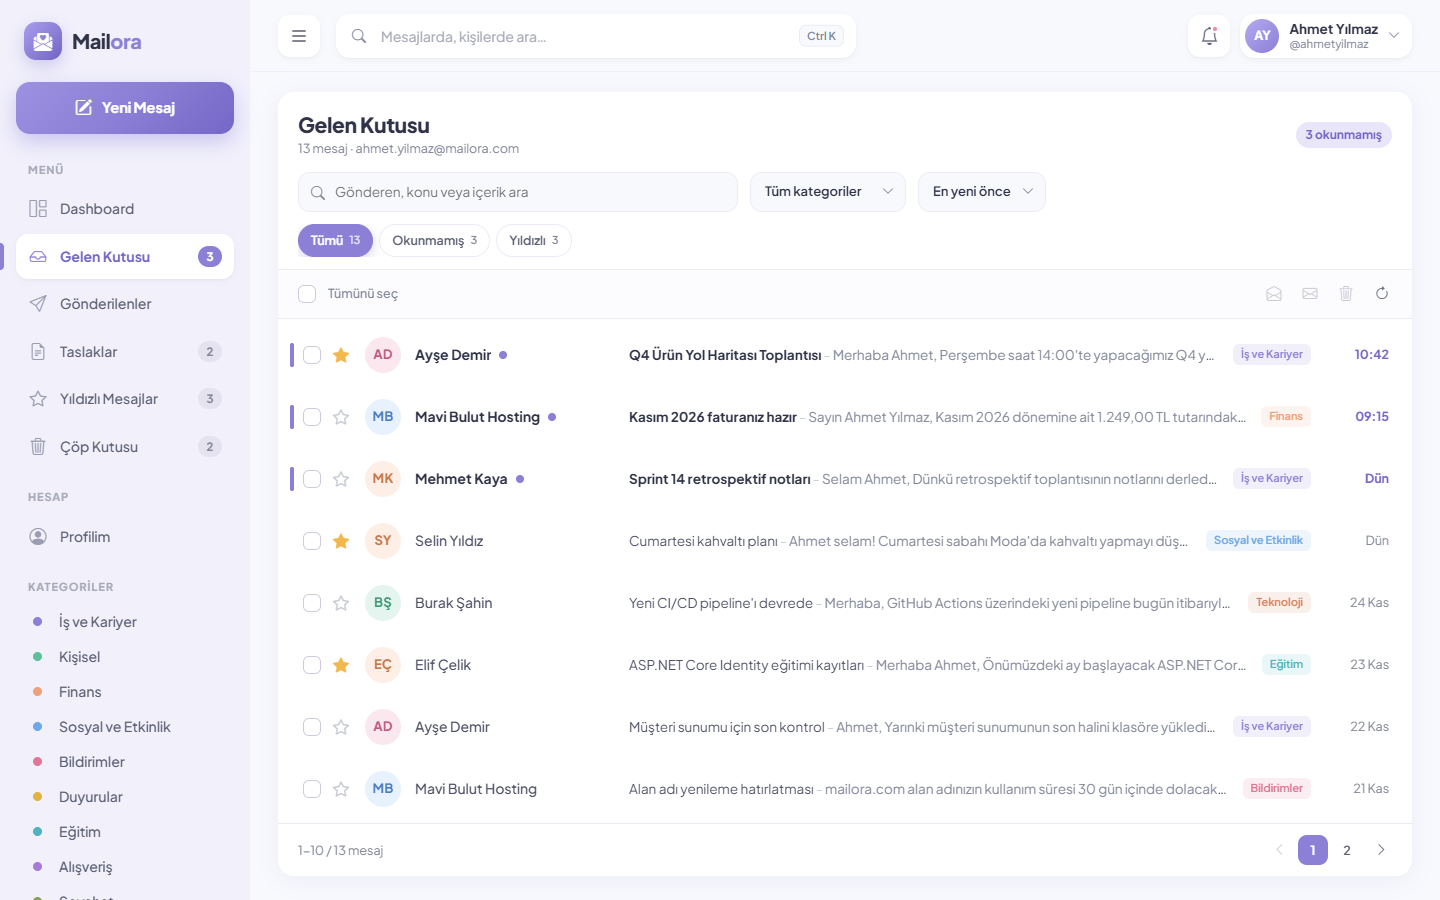 Mailora
Mesajlarda, kişilerde ara...
Ctrl K
AY
Ahmet Yılmaz
@ahmetyilmaz
Yeni Mesaj
MENÜ
Dashboard
Gelen Kutusu 3
Gönderilenler
Taslaklar 2
Yıldızlı Mesajlar 3
Çöp Kutusu 2
HESAP
Profilim
KATEGORİLER
İş ve Kariyer
Kişisel
Finans
Sosyal ve Etkinlik
Bildirimler
Duyurular
Eğitim
Alışveriş
Gelen Kutusu
13 mesaj · ahmet.yilmaz@mailora.com
3 okunmamış
Gönderen, konu veya içerik ara
Tüm kategoriler
En yeni önce
Tümü 13
Okunmamış 3
Yıldızlı 3
Tümünü seç
AD Ayşe Demir Q4 Ürün Yol Haritası Toplantısı – Merhaba Ahmet, Perşembe saat 14:00'te yapacağımız Q4 y... İş ve Kariyer 10:42
MB Mavi Bulut Hosting Kasım 2026 faturanız hazır – Sayın Ahmet Yılmaz, Kasım 2026 dönemine ait 1.249,00 TL tutarındak... Finans 09:15
MK Mehmet Kaya Sprint 14 retrospektif notları – Selam Ahmet, Dünkü retrospektif toplantısının notlarını derled... İş ve Kariyer Dün
SY Selin Yıldız Cumartesi kahvaltı planı – Ahmet selam! Cumartesi sabahı Moda'da kahvaltı yapmayı düş... Sosyal ve Etkinlik Dün
BŞ Burak Şahin Yeni CI/CD pipeline'ı devrede – Merhaba, GitHub Actions üzerindeki yeni pipeline bugün itibarıyl... Teknoloji 24 Kas
EÇ Elif Çelik ASP.NET Core Identity eğitimi kayıtları – Merhaba Ahmet, Önümüzdeki ay başlayacak ASP.NET Cor... Eğitim 23 Kas
AD Ayşe Demir Müşteri sunumu için son kontrol – Ahmet, Yarınki müşteri sunumunun son halini klasöre yükledi... İş ve Kariyer 22 Kas
MB Mavi Bulut Hosting Alan adı yenileme hatırlatması – mailora.com alan adınızın kullanım süresi 30 gün içinde dolacak... Bildirimler 21 Kas
1–10 / 13 mesaj
1 2